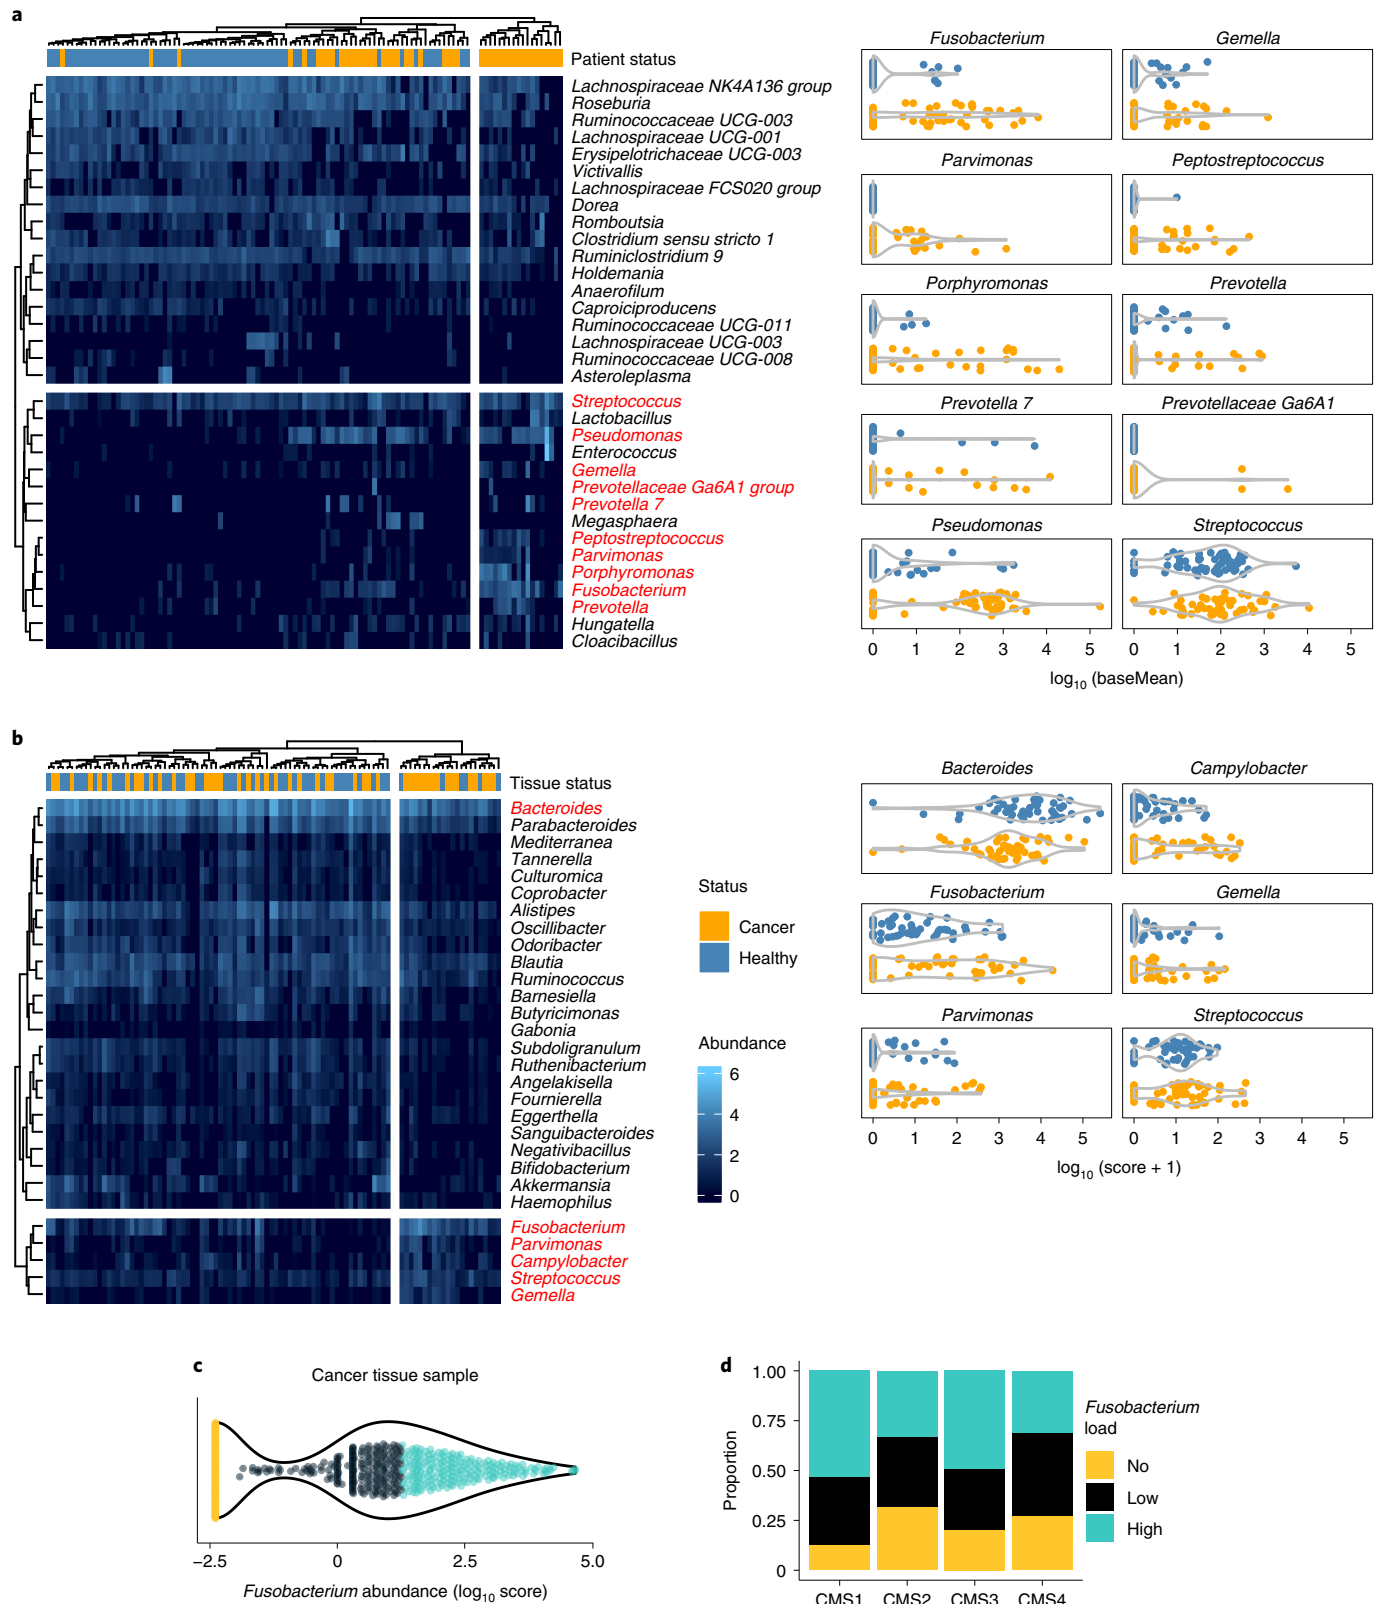 a
Patient status
Lachnospiraceae NK4A136 group
Roseburia
Ruminococcaceae UCG-003
Lachnospiraceae UCG-001
Erysipelotrichaceae UCG-003
Victivallis
Lachnospiraceae FCS020 group
Dorea
Romboutsia
Clostridium sensu stricto 1
Ruminiclostridium 9
Holdemania
Anaerofilum
Caproiciproducens
Ruminococcaceae UCG-011
Lachnospiraceae UCG-003
Ruminococcaceae UCG-008
Asteroleplasma
Streptococcus
Lactobacillus
Pseudomonas
Enterococcus
Gemella
Prevotellaceae Ga6A1 group
Prevotella 7
Megasphaera
Peptostreptococcus
Parvimonas
Porphyromonas
Fusobacterium
Prevotella
Hungatella
Cloacibacillus
Fusobacterium Gemella
Parvimonas Peptostreptococcus
Porphyromonas Prevotella
Prevotella 7 Prevotellaceae Ga6A1
Pseudomonas Streptococcus
0 1 2 3 4 5 0 1 2 3 4 5
log10 (baseMean)
b
Tissue status
Bacteroides
Parabacteroides
Mediterranea
Tannerella
Culturomica
Coprobacter
Alistipes
Oscillibacter
Odoribacter
Blautia
Ruminococcus
Barnesiella
Butyricimonas
Gabonia
Subdoligranulum
Ruthenibacterium
Angelakisella
Fournierella
Eggerthella
Sanguibacteroides
Negativibacillus
Bifidobacterium
Akkermansia
Haemophilus
Fusobacterium
Parvimonas
Campylobacter
Streptococcus
Gemella
Status
Cancer
Healthy
Abundance
6
4
2
0
Bacteroides Campylobacter
Fusobacterium Gemella
Parvimonas Streptococcus
0 1 2 3 4 5 0 1 2 3 4 5
log10 (score + 1)
c
Cancer tissue sample
−2.5 0 2.5 5.0
Fusobacterium abundance (log10 score)
d
Proportion
1.00
0.75
0.50
0.25
0
CMS1 CMS2 CMS3 CMS4
Fusobacterium
load
No
Low
High